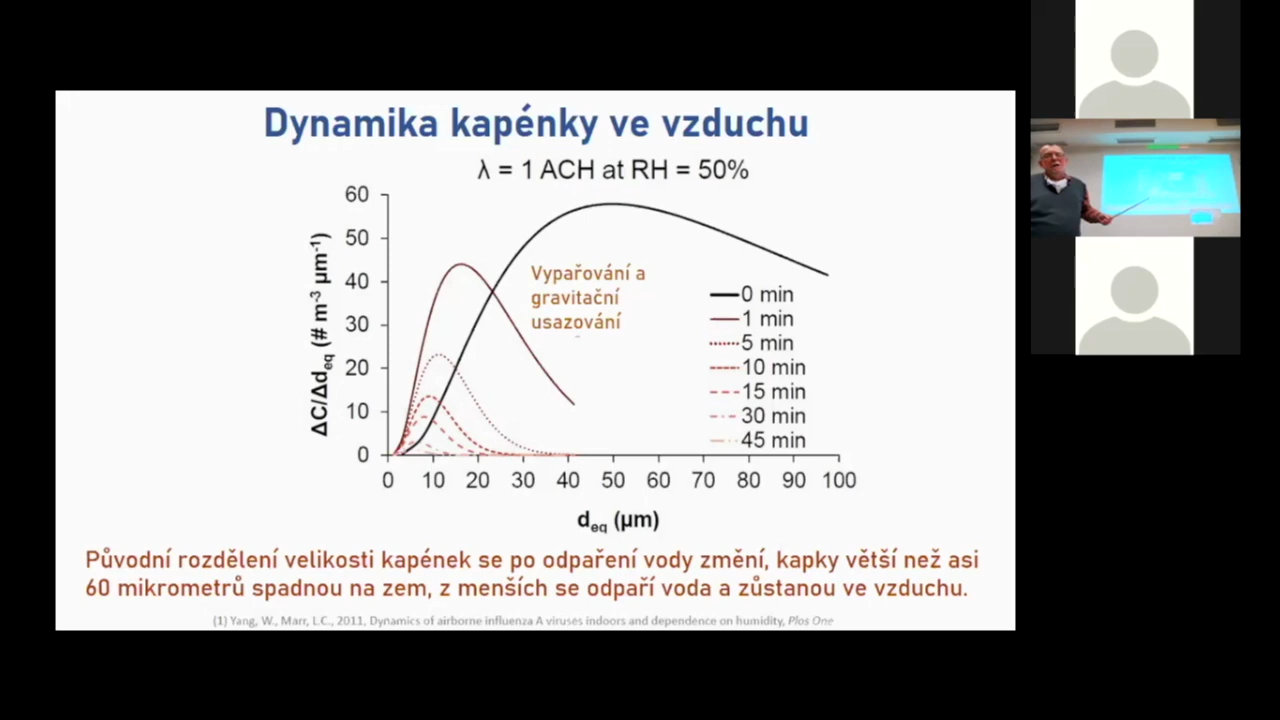 Dynamika kapénky ve vzduchu
λ = 1 ACH at RH = 50%
60
50
40
30
20
10
0
ΔC/Δd_eq (# m⁻³ μm⁻¹)
Vypařování a
gravitační
usazování
0 min
1 min
5 min
10 min
15 min
30 min
45 min
0 10 20 30 40 50 60 70 80 90 100
d_eq (μm)
Původní rozdělení velikosti kapének se po odpaření vody změní, kapky větší než asi
60 mikrometrů spadnou na zem, z menších se odpaří voda a zůstanou ve vzduchu.
(1) Yang, W., Marr, L.C., 2011, Dynamics of airborne influenza A viruses indoors and dependence on humidity, Plos One